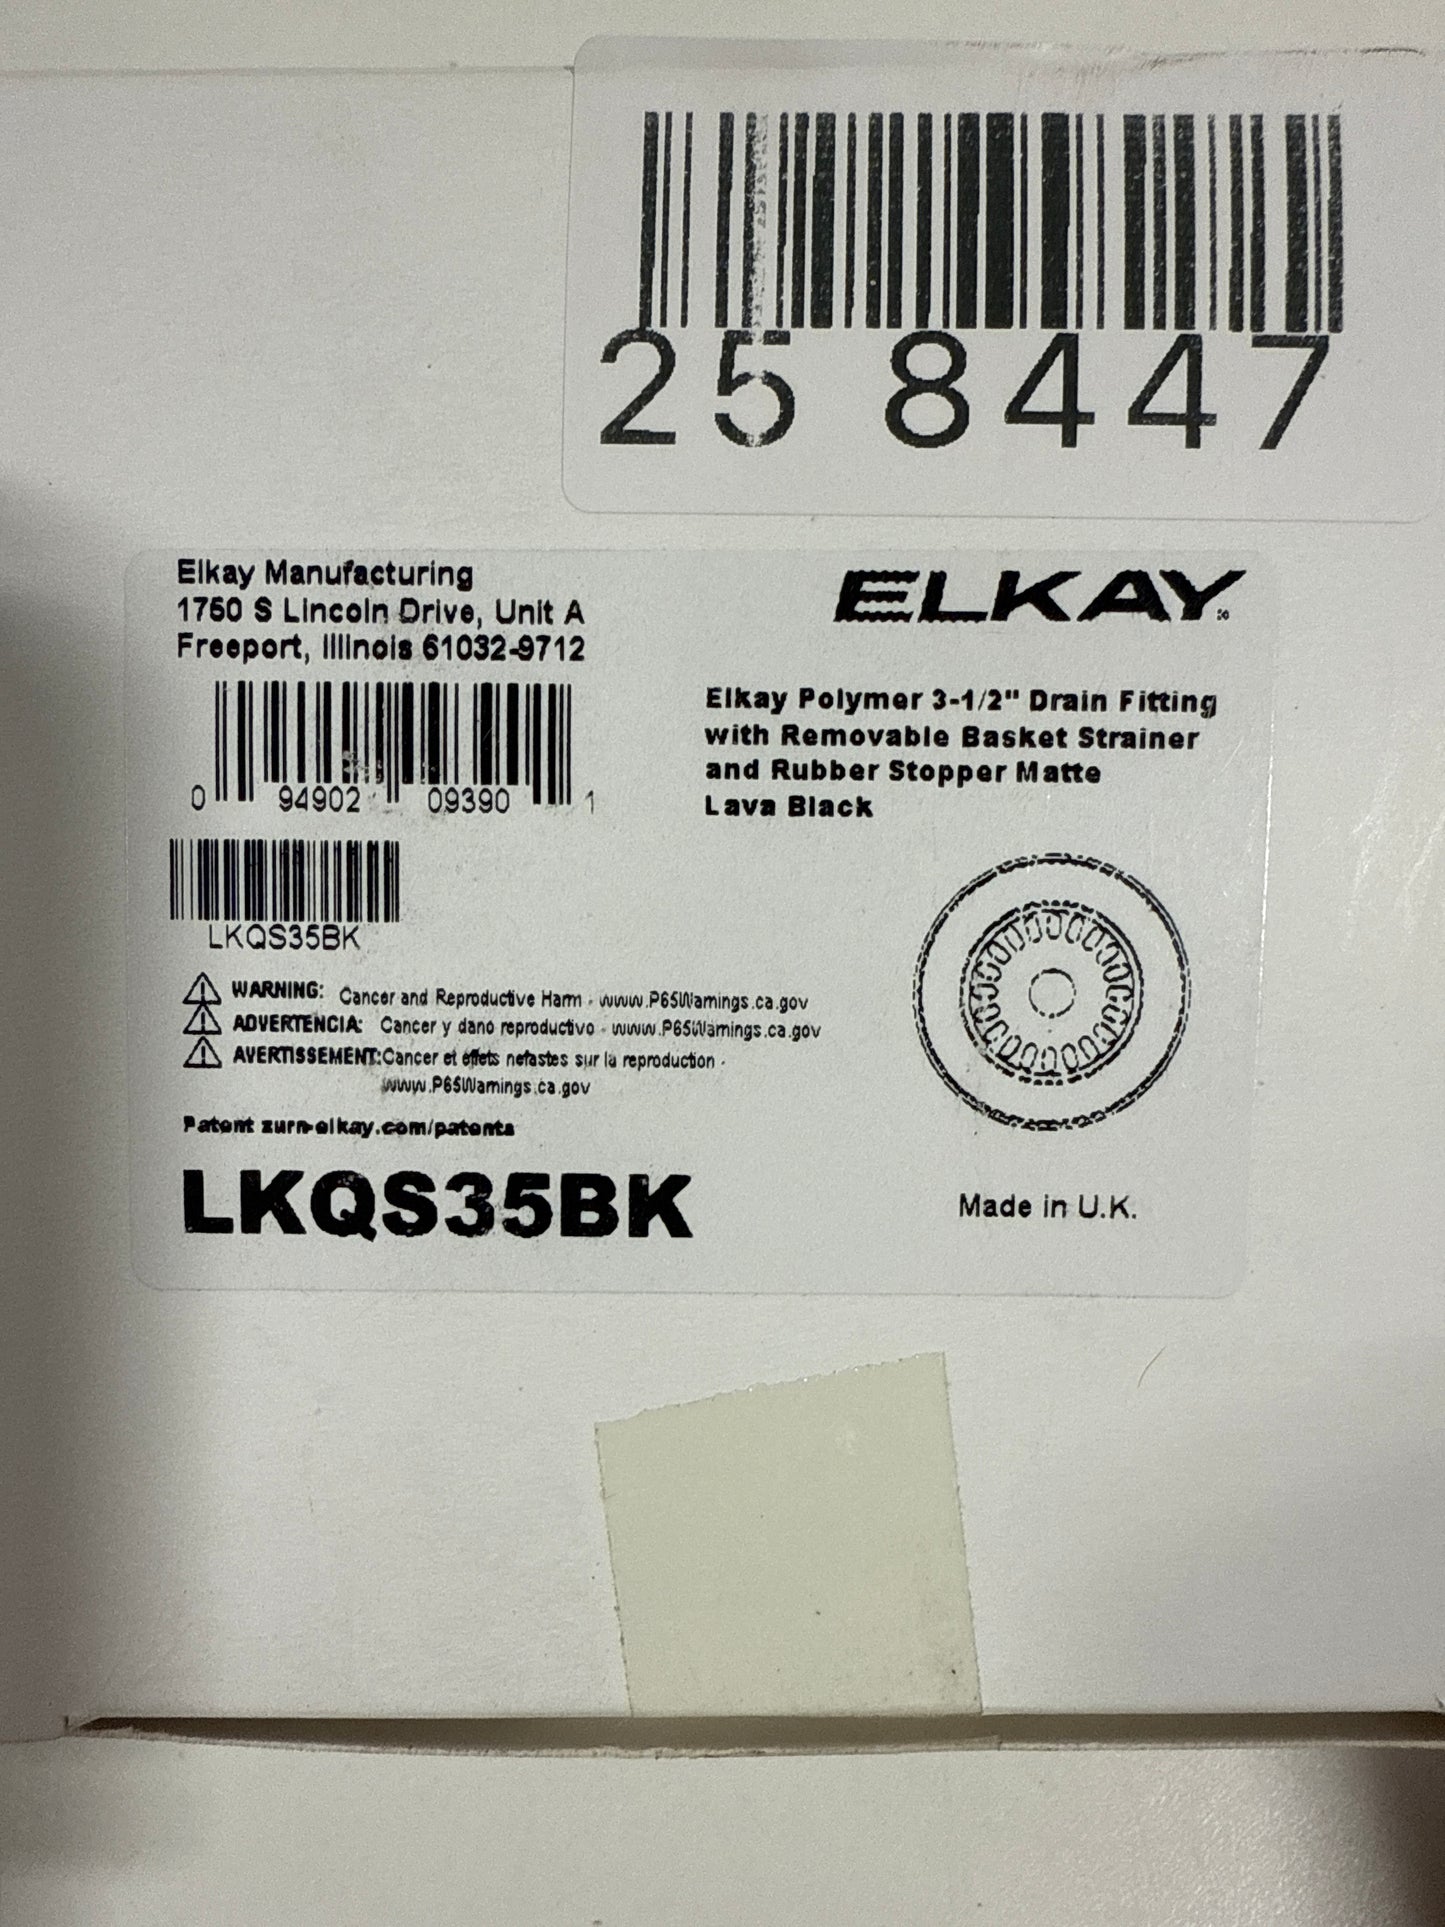 25 8447
Elkay Manufacturing
1750 S Lincoln Drive, Unit A
Freeport, Illinois 61032-9712
0 94902 09390 1
LKQS35BK
ELKAY
Elkay Polymer 3-1/2" Drain Fitting
with Removable Basket Strainer
and Rubber Stopper Matte
Lava Black
WARNING: Cancer and Reproductive Harm - www.P65Warnings.ca.gov
ADVERTENCIA: Cancer y dano reproductivo - www.P65Warnings.ca.gov
AVERTISSEMENT:Cancer et effets nefastes sur la reproduction -
www.P65Warnings.ca.gov
Patent zurn-elkay.com/patents
LKQS35BK
Made in U.K.